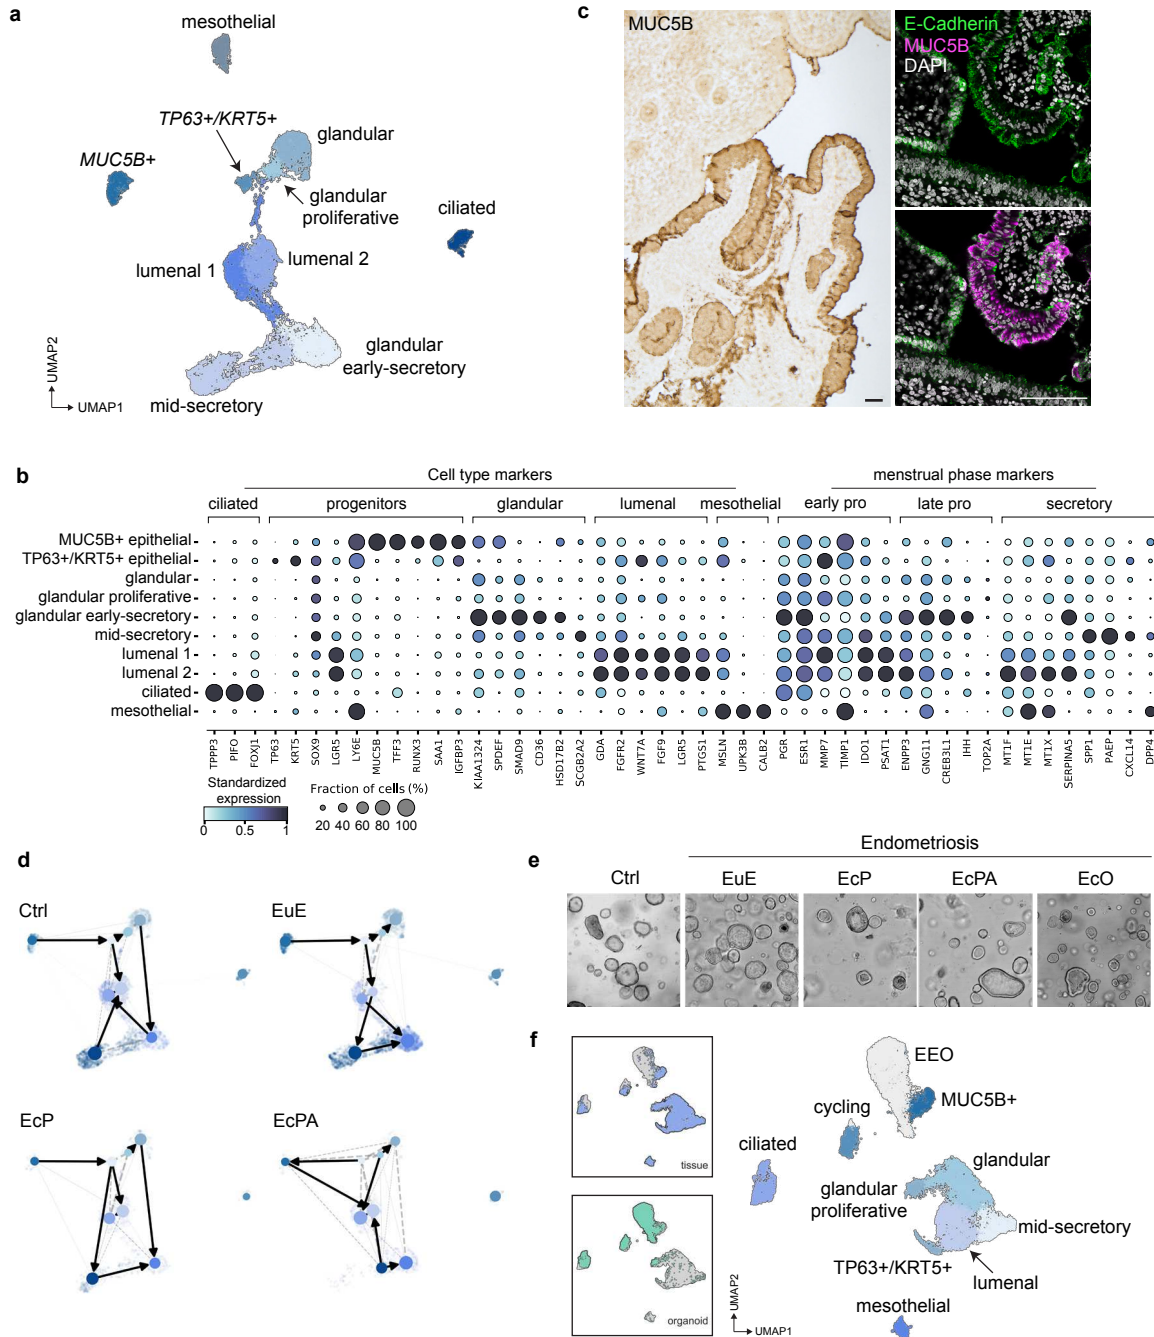 a
mesothelial
TP63+/KRT5+
glandular
MUC5B+
glandular
proliferative
ciliated
lumenal 1
lumenal 2
glandular
early-secretory
mid-secretory
UMAP2
UMAP1
c
MUC5B
E-Cadherin
MUC5B
DAPI
b
Cell type markers
menstrual phase markers
ciliated
progenitors
glandular
lumenal
mesothelial
early pro
late pro
secretory
MUC5B+ epithelial
TP63+/KRT5+ epithelial
glandular
glandular proliferative
glandular early-secretory
mid-secretory
lumenal 1
lumenal 2
ciliated
mesothelial
TPPP3
PIFO
FOXJ1
TP63
KRT5
SOX9
LGR5
LY6E
MUC5B
TFF3
RUNX3
SAA1
IGFBP3
KIAA1324
SPDEF
SMAD9
CD36
HSD17B2
SCGB2A2
GDA
FGFR2
WNT7A
FGF9
LGR5
PTGS1
MSLN
UPK3B
CALB2
PGR
ESR1
MMP7
TIMP1
IDO1
PSAT1
ENPP3
GNG11
CREB3L1
IHH
TOP2A
MT1F
MT1E
MT1X
SERPINA5
SPP1
PAEP
CXCL14
DPP4
Standardized
expression
0 0.5 1
Fraction of cells (%)
20 40 60 80 100
d
Ctrl
EuE
EcP
EcPA
e
Endometriosis
Ctrl
EuE
EcP
EcPA
EcO
f
tissue
organoid
EEO
MUC5B+
cycling
ciliated
glandular
glandular
proliferative
mid-secretory
TP63+/KRT5+
lumenal
mesothelial
UMAP2
UMAP1